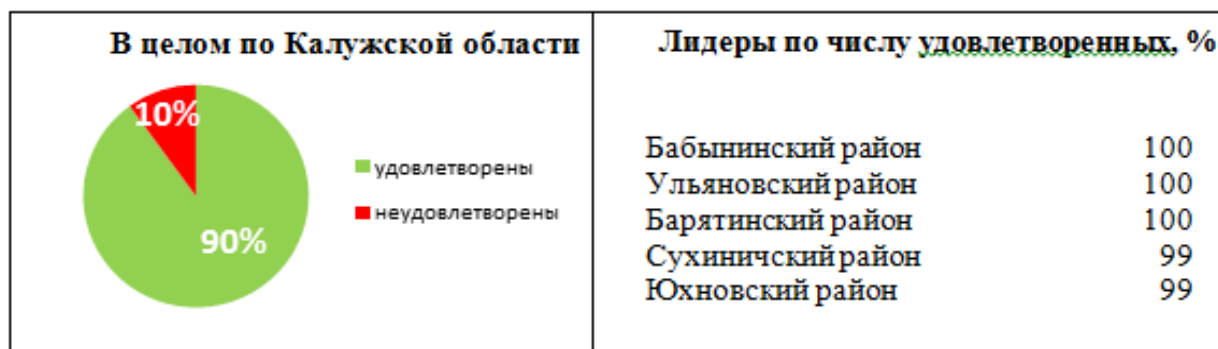 В целом по Калужской области
10%
90%
удовлетворены
неудовлетворены
Лидеры по числу удовлетворенных, %
Бабынинский район 100
Ульяновский район 100
Барятинский район 100
Сухиничский район 99
Юхновский район 99